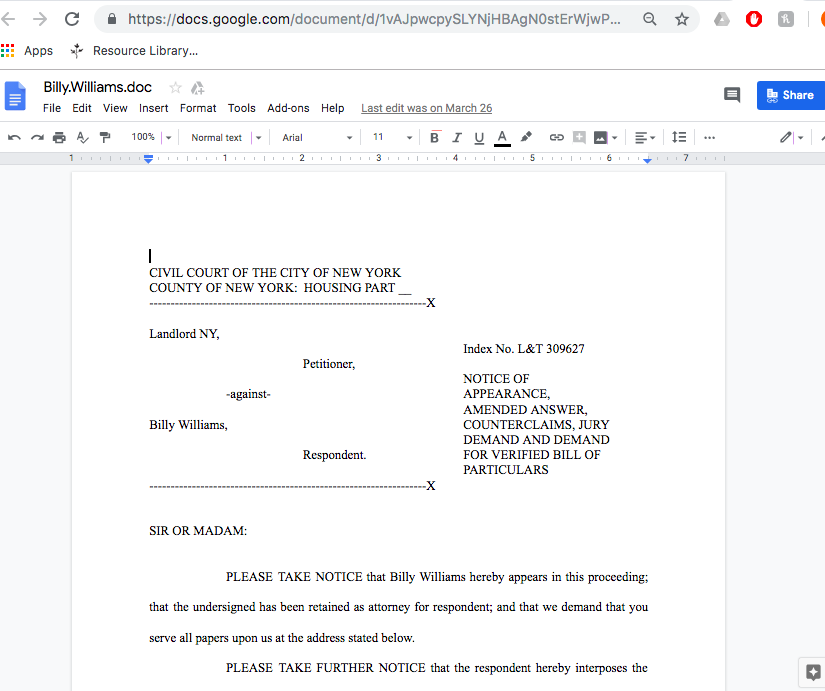 https://docs.google.com/document/d/1vAJpwcpySLYNjHBAgN0stErWjwP...
Apps Resource Library...
Billy.Williams.doc
File Edit View Insert Format Tools Add-ons Help Last edit was on March 26
Share
100% Normal text Arial 11 B I U A ...
1 1 2 3 4 5 6 7
CIVIL COURT OF THE CITY OF NEW YORK
COUNTY OF NEW YORK: HOUSING PART __
------------------------------------------------------------------X
Landlord NY,
Index No. L&T 309627
Petitioner,
NOTICE OF
-against-
APPEARANCE,
AMENDED ANSWER,
Billy Williams,
COUNTERCLAIMS, JURY
DEMAND AND DEMAND
Respondent.
FOR VERIFIED BILL OF
PARTICULARS
------------------------------------------------------------------X
SIR OR MADAM:
PLEASE TAKE NOTICE that Billy Williams hereby appears in this proceeding;
that the undersigned has been retained as attorney for respondent; and that we demand that you
serve all papers upon us at the address stated below.
PLEASE TAKE FURTHER NOTICE that the respondent hereby interposes the